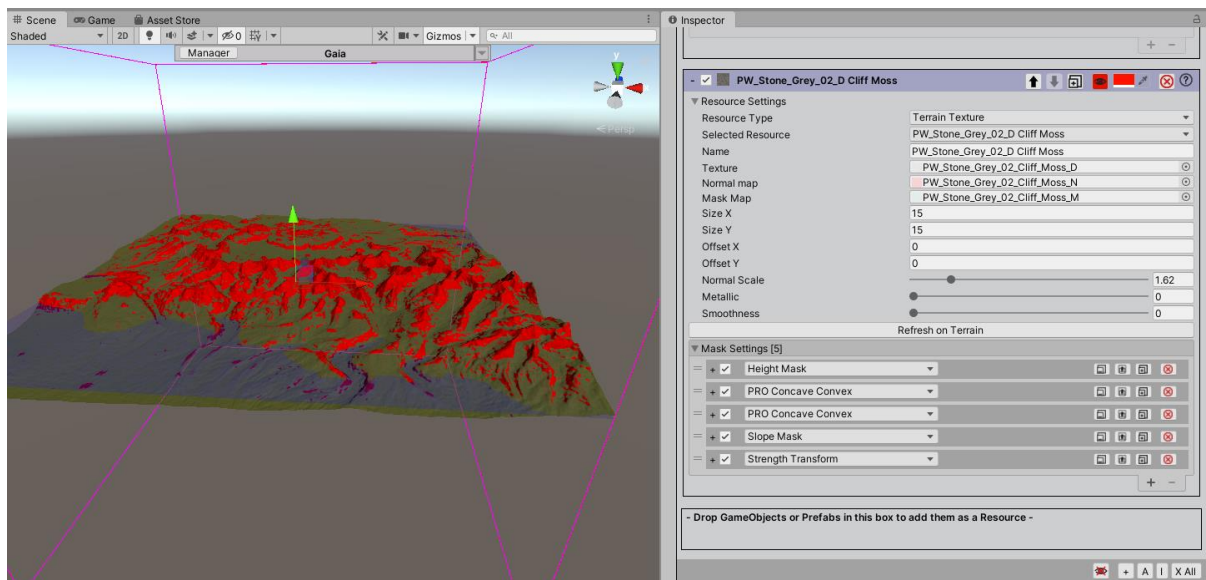 Scene Game Asset Store
Inspector
Shaded 2D 0 Gizmos All
Manager Gaia
y
Persp
+ -
- PW_Stone_Grey_02_D Cliff Moss
Resource Settings
Resource Type Terrain Texture
Selected Resource PW_Stone_Grey_02_D Cliff Moss
Name PW_Stone_Grey_02_D Cliff Moss
Texture PW_Stone_Grey_02_Cliff_Moss_D
Normal map PW_Stone_Grey_02_Cliff_Moss_N
Mask Map PW_Stone_Grey_02_Cliff_Moss_M
Size X 15
Size Y 15
Offset X 0
Offset Y 0
Normal Scale 1.62
Metallic 0
Smoothness 0
Refresh on Terrain
Mask Settings [5]
+ Height Mask
+ PRO Concave Convex
+ PRO Concave Convex
+ Slope Mask
+ Strength Transform
+ -
- Drop GameObjects or Prefabs in this box to add them as a Resource -
+ A I X All